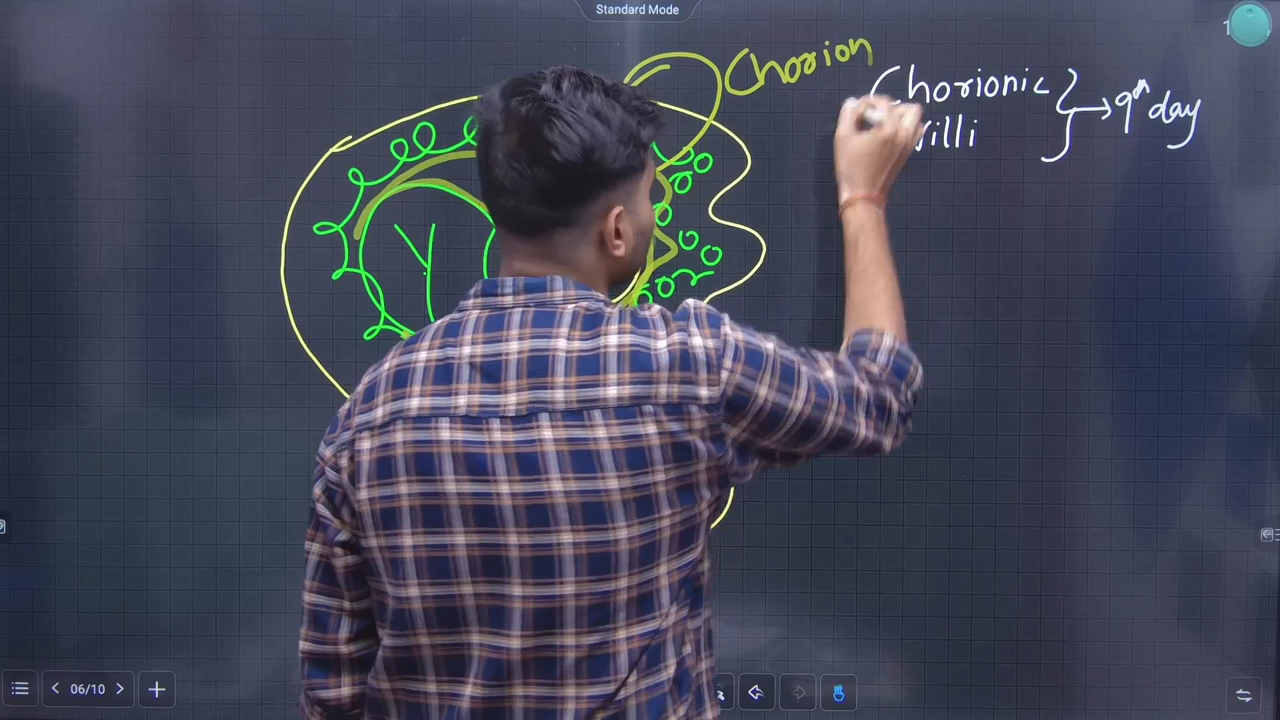 Standard Mode
Chorion
Chorionic
villi
→ 9th day
Y
06/10